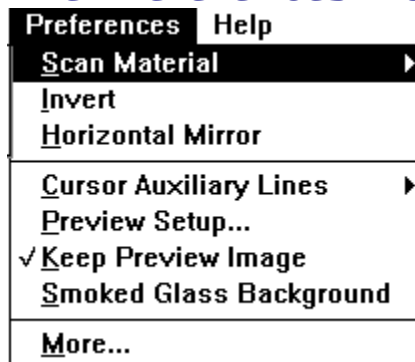 Preferences Help
Scan Material
Invert
Horizontal Mirror
Cursor Auxiliary Lines
Preview Setup...
✓ Keep Preview Image
Smoked Glass Background
More...